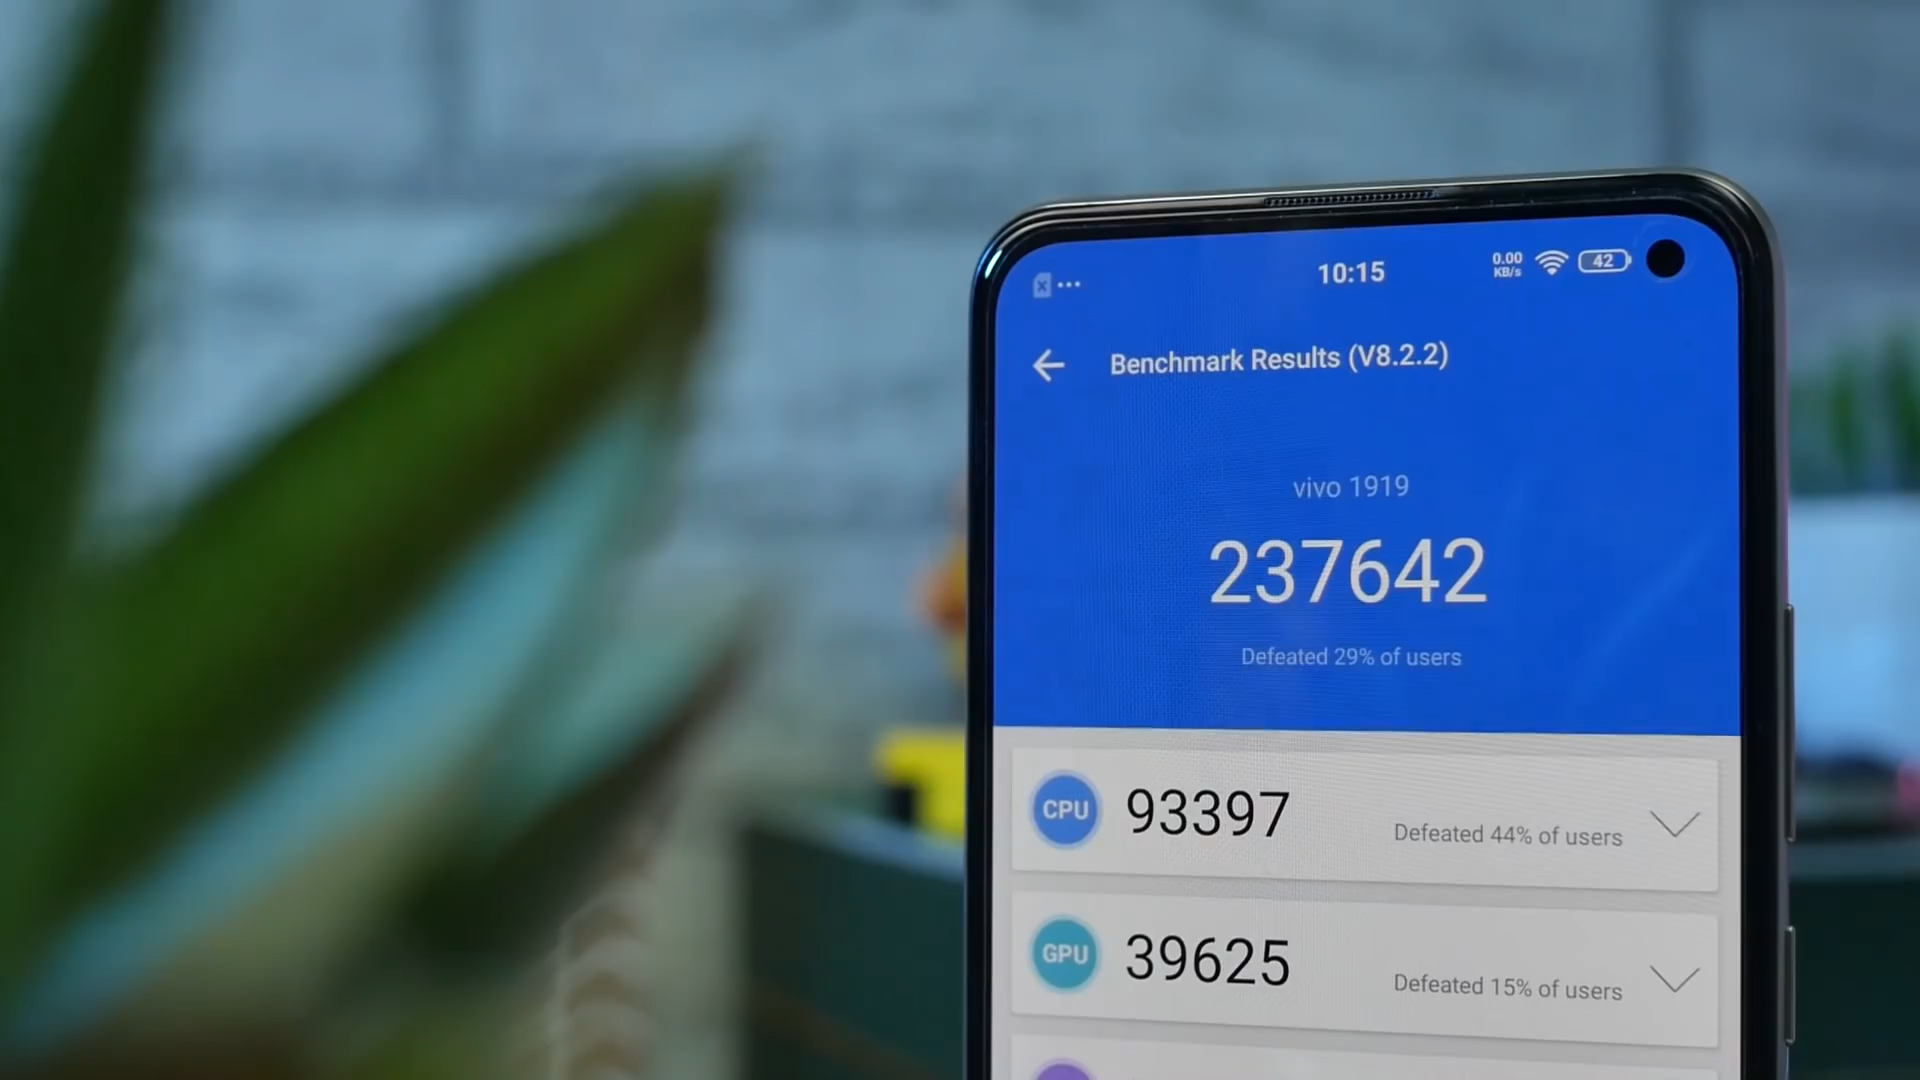 10:15
0.00
KB/s
42
Benchmark Results (V8.2.2)
vivo 1919
237642
Defeated 29% of users
CPU 93397 Defeated 44% of users
GPU 39625 Defeated 15% of users